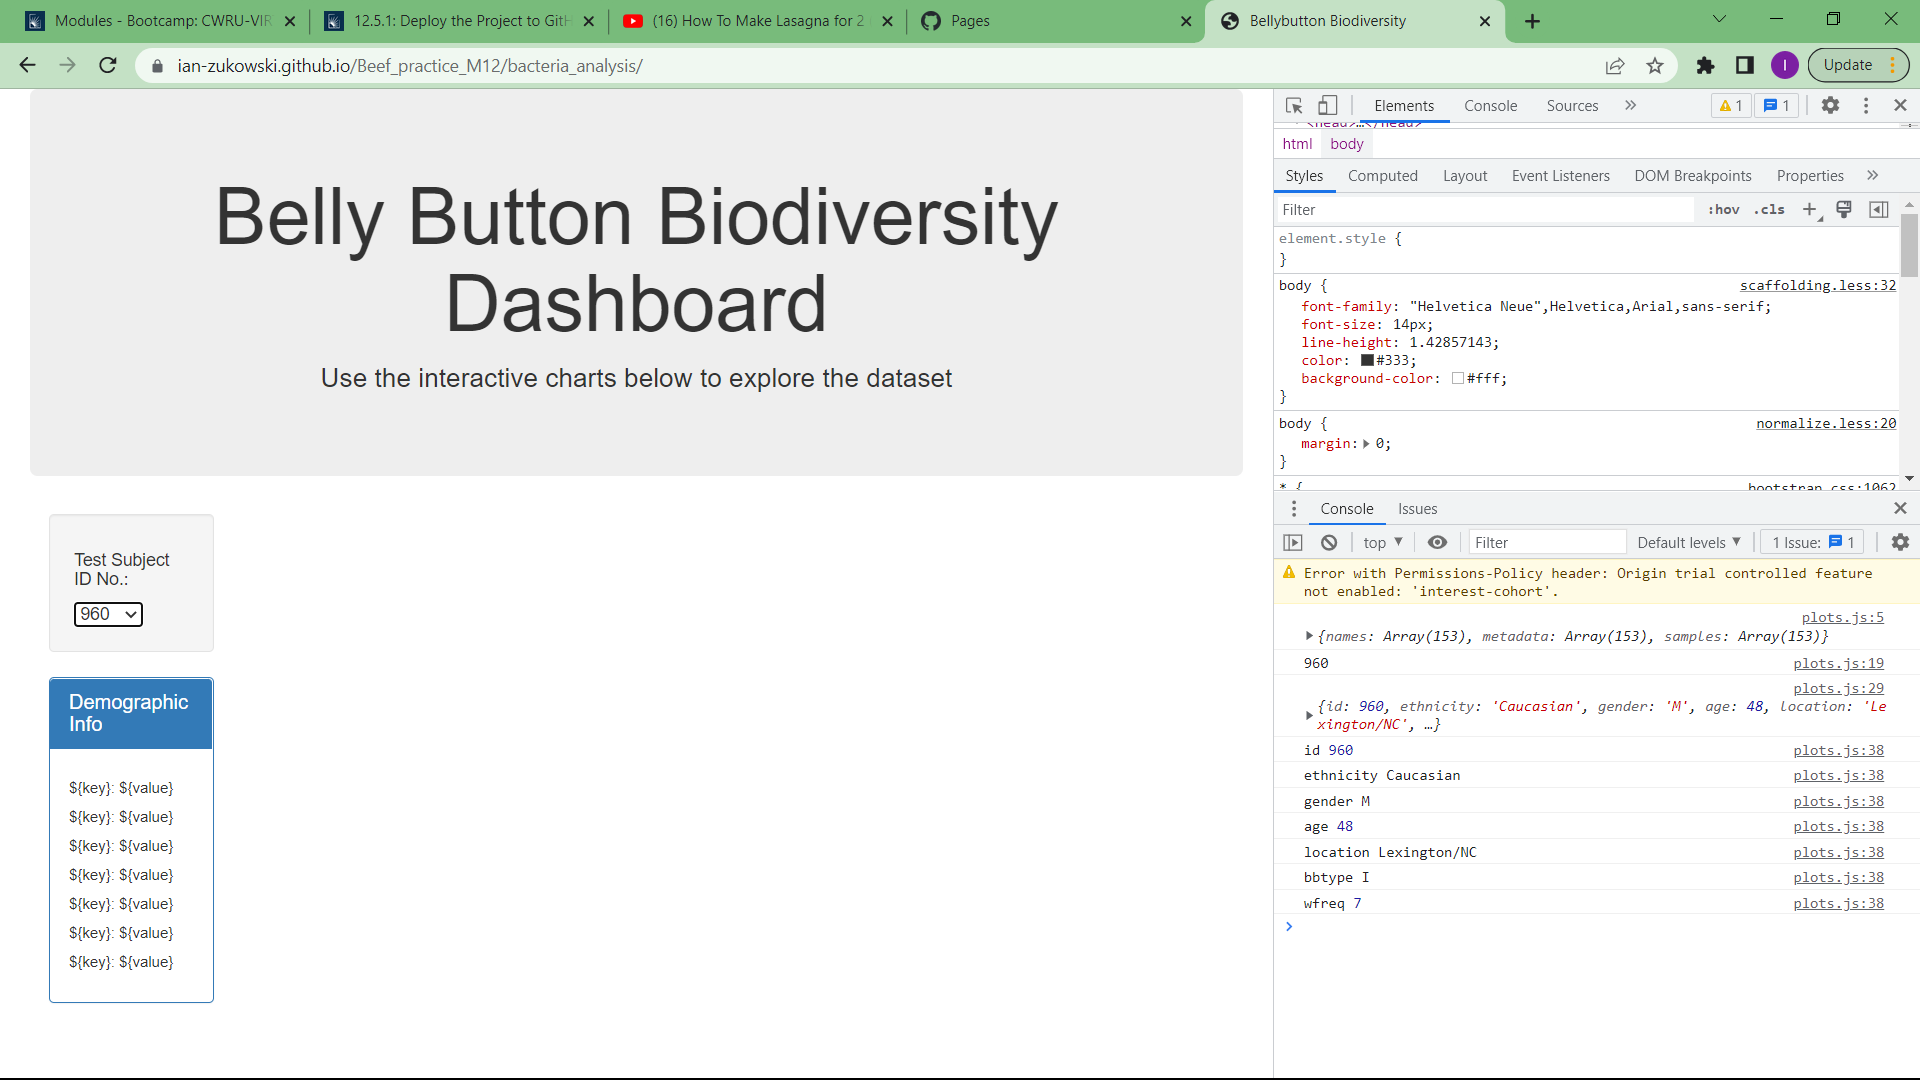 Modules - Bootcamp: CWRU-VIR
12.5.1: Deploy the Project to GitH
(16) How To Make Lasagna for 2
Pages
Bellybutton Biodiversity
ian-zukowski.github.io/Beef_practice_M12/bacteria_analysis/
I
Update
Belly Button Biodiversity
Dashboard
Use the interactive charts below to explore the dataset
Test Subject
ID No.:
960
Demographic
Info
${key}: ${value}
${key}: ${value}
${key}: ${value}
${key}: ${value}
${key}: ${value}
${key}: ${value}
${key}: ${value}
Elements Console Sources » 1 1
<head>…</head>
html body
Styles Computed Layout Event Listeners DOM Breakpoints Properties »
Filter :hov .cls +
element.style {
}
body { scaffolding.less:32
font-family: "Helvetica Neue",Helvetica,Arial,sans-serif;
font-size: 14px;
line-height: 1.42857143;
color: #333;
background-color: #fff;
}
body { normalize.less:20
margin: 0;
}
* { bootstrap.css:1062
Console Issues
top Filter Default levels 1 Issue: 1
Error with Permissions-Policy header: Origin trial controlled feature
not enabled: 'interest-cohort'.
plots.js:5
{names: Array(153), metadata: Array(153), samples: Array(153)}
960 plots.js:19
plots.js:29
{id: 960, ethnicity: 'Caucasian', gender: 'M', age: 48, location: 'Le
xington/NC', …}
id 960 plots.js:38
ethnicity Caucasian plots.js:38
gender M plots.js:38
age 48 plots.js:38
location Lexington/NC plots.js:38
bbtype I plots.js:38
wfreq 7 plots.js:38